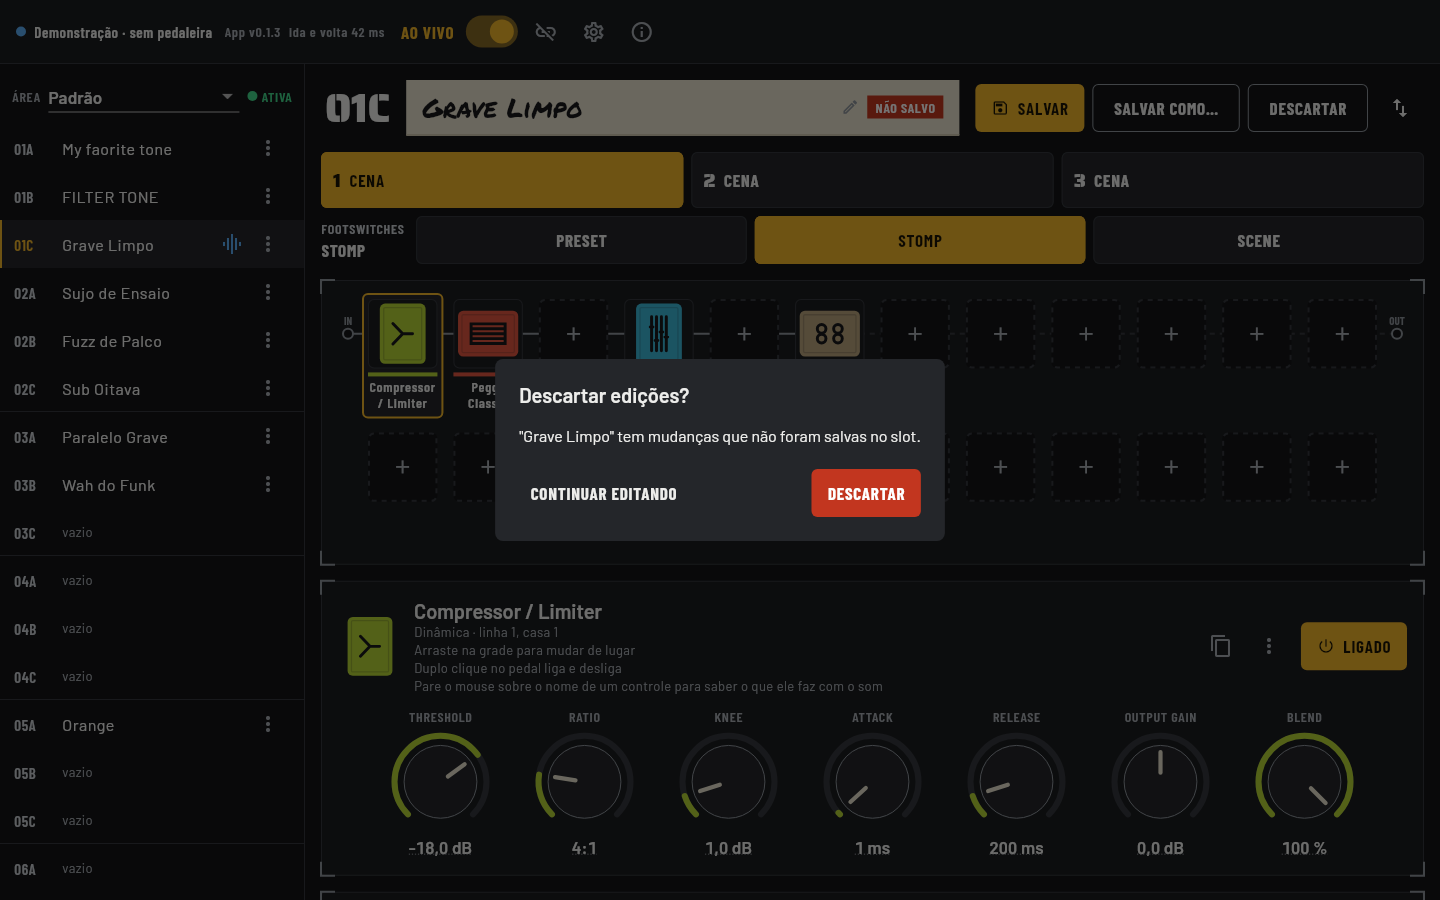 Demonstração · sem pedaleira App v0.1.3 Ida e volta 42 ms AO VIVO
ÁREA Padrão ATIVA
01A My faorite tone
01B FILTER TONE
01C Grave Limpo
02A Sujo de Ensaio
02B Fuzz de Palco
02C Sub Oitava
03A Paralelo Grave
03B Wah do Funk
03C vazio
04A vazio
04B vazio
04C vazio
05A Orange
05B vazio
05C vazio
06A vazio
01C Grave Limpo NÃO SALVO SALVAR SALVAR COMO... DESCARTAR
1 CENA 2 CENA 3 CENA
FOOTSWITCHES
STOMP
PRESET STOMP SCENE
IN OUT
88
Compressor
/ Limiter
Class
Descartar edições?
"Grave Limpo" tem mudanças que não foram salvas no slot.
CONTINUAR EDITANDO DESCARTAR
Compressor / Limiter
Dinâmica · linha 1, casa 1
Arraste na grade para mudar de lugar
Duplo clique no pedal liga e desliga
Pare o mouse sobre o nome de um controle para saber o que ele faz com o som
LIGADO
THRESHOLD RATIO KNEE ATTACK RELEASE OUTPUT GAIN BLEND
-18,0 dB 4:1 1,0 dB 1 ms 200 ms 0,0 dB 100 %